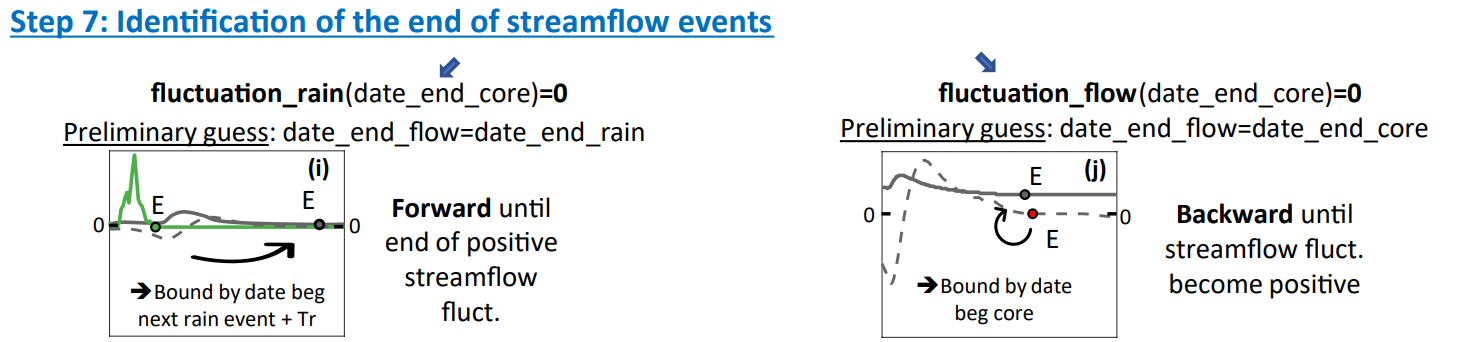 Step 7: Identification of the end of streamflow events
fluctuation_rain(date_end_core)=0
Preliminary guess: date_end_flow=date_end_rain
(i)
E
E
0
0
➔Bound by date beg
next rain event + Tr
Forward until
end of positive
streamflow
fluct.
fluctuation_flow(date_end_core)=0
Preliminary guess: date_end_flow=date_end_core
(j)
E
0
0
E
➔Bound by date
beg core
Backward until
streamflow fluct.
become positive